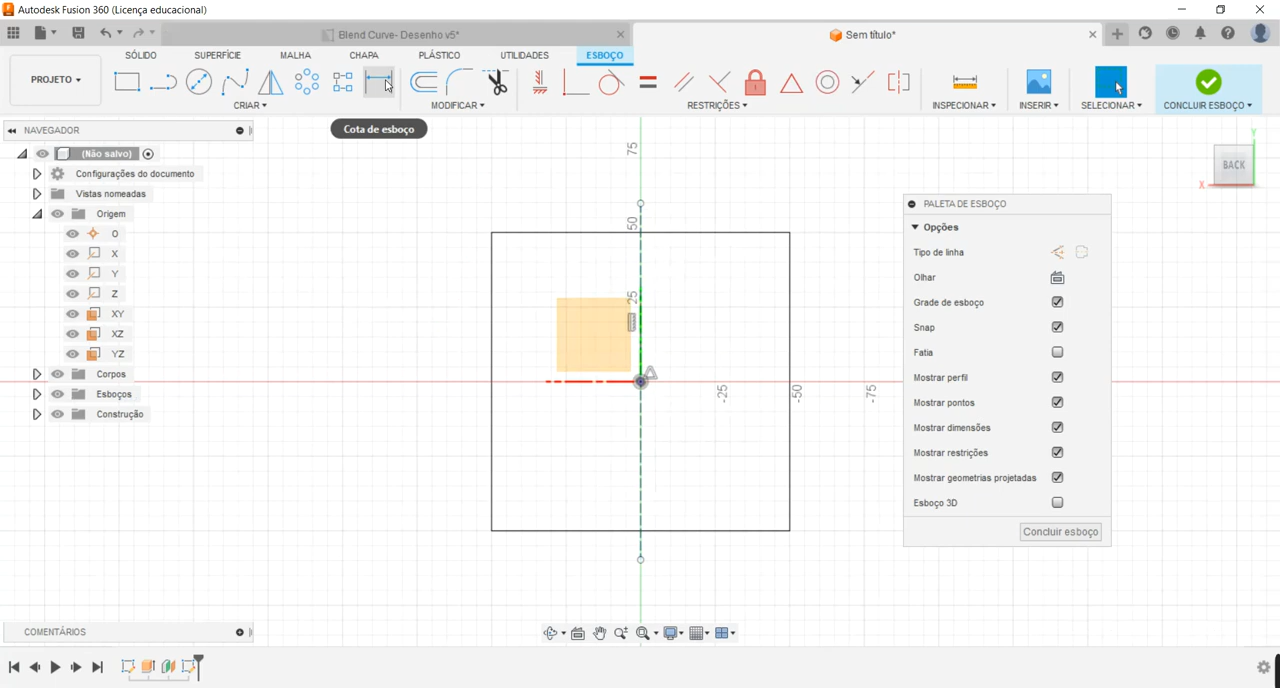 Autodesk Fusion 360 (Licença educacional)
Blend Curve- Desenho v5*
Sem título*
SÓLIDO SUPERFÍCIE MALHA CHAPA PLÁSTICO UTILIDADES ESBOÇO
PROJETO
CRIAR MODIFICAR RESTRIÇÕES INSPECIONAR INSERIR SELECIONAR CONCLUIR ESBOÇO
Cota de esboço
NAVEGADOR
(Não salvo)
Configurações do documento
Vistas nomeadas
Origem
O
X
Y
Z
XY
XZ
YZ
Corpos
Esboços
Construção
75
50
25
-25
-50
-75
Y
BACK
X
PALETA DE ESBOÇO
Opções
Tipo de linha
Olhar
Grade de esboço
Snap
Fatia
Mostrar perfil
Mostrar pontos
Mostrar dimensões
Mostrar restrições
Mostrar geometrias projetadas
Esboço 3D
Concluir esboço
COMENTÁRIOS